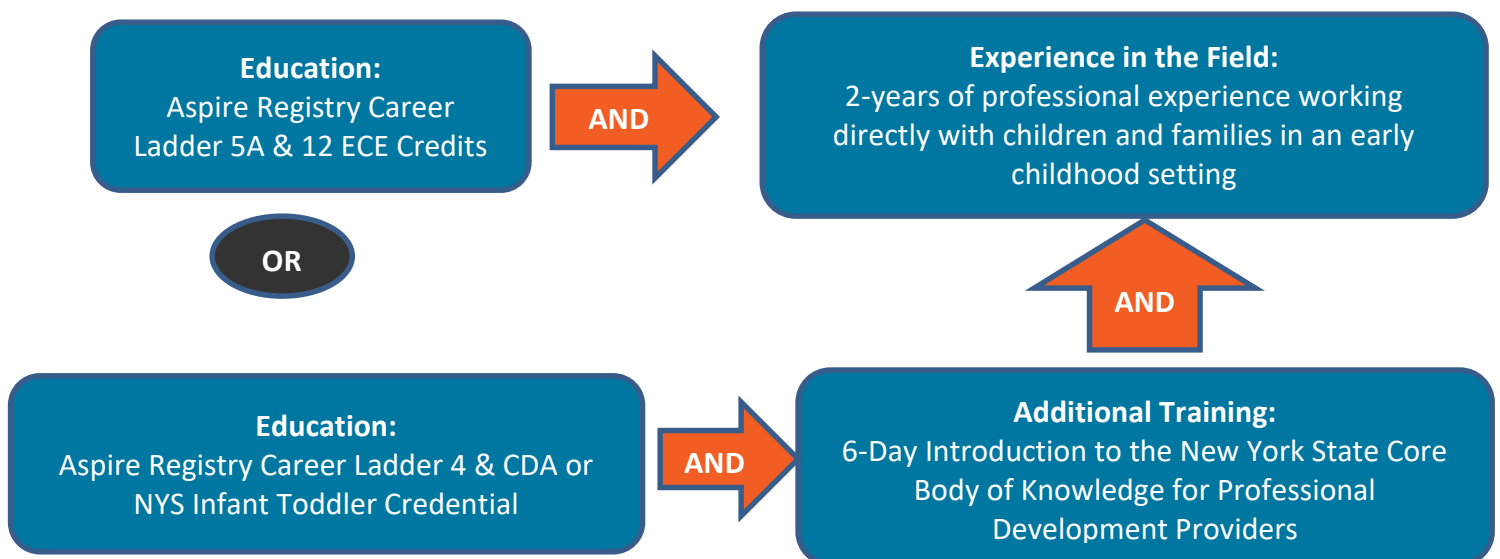 Education:
Aspire Registry Career
Ladder 5A & 12 ECE Credits
AND
Experience in the Field:
2-years of professional experience working
directly with children and families in an early
childhood setting
OR
AND
Education:
Aspire Registry Career Ladder 4 & CDA or
NYS Infant Toddler Credential
AND
Additional Training:
6-Day Introduction to the New York State Core
Body of Knowledge for Professional
Development Providers